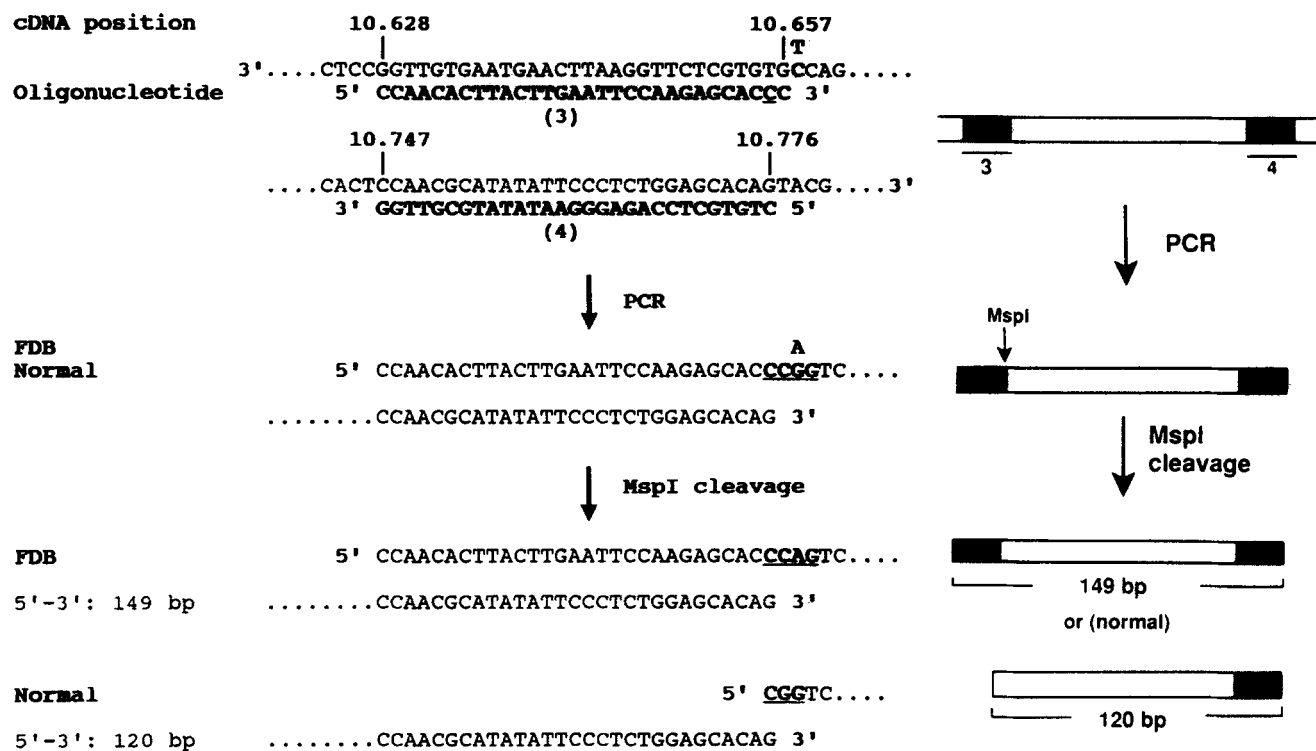 cDNA position
10.628 10.657
T
3'....CTCCGGTTGTGAATGAACTTAAGGTTCTCGTGTGCCAG.....
Oligonucleotide 5' CCAACACTTACTTGAATTCCAAGAGCACCC 3'
(3)
10.747 10.776
....CACTCCAACGCATATATTCCCTCTGGAGCACAGTACG....3'
3' GGTTGCGTATATAAGGGAGACCTCGTGTC 5'
(4)
PCR
FDB A
Normal 5' CCAACACTTACTTGAATTCCAAGAGCACCCGGTC....
........CCAACGCATATATTCCCTCTGGAGCACAG 3'
MspI cleavage
FDB 5' CCAACACTTACTTGAATTCCAAGAGCACCCAGTC....
5'-3': 149 bp ........CCAACGCATATATTCCCTCTGGAGCACAG 3'
Normal 5' CGGTC....
5'-3': 120 bp ........CCAACGCATATATTCCCTCTGGAGCACAG 3'
3 4
PCR
MspI
MspI
cleavage
149 bp
or (normal)
120 bp